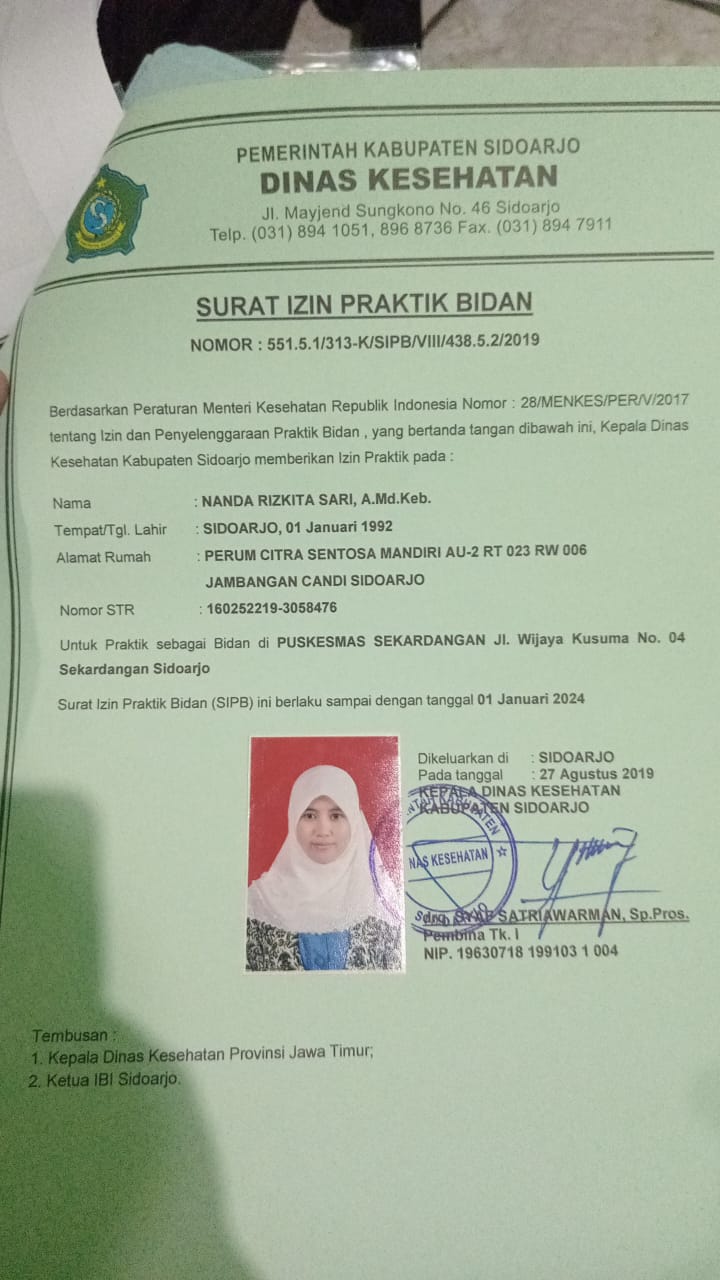 PEMERINTAH KABUPATEN SIDOARJO
DINAS KESEHATAN
Jl. Mayjend Sungkono No. 46 Sidoarjo
Telp. (031) 894 1051, 896 8736 Fax. (031) 894 7911
SURAT IZIN PRAKTIK BIDAN
NOMOR : 551.5.1/313-K/SIPB/VIII/438.5.2/2019
Berdasarkan Peraturan Menteri Kesehatan Republik Indonesia Nomor : 28/MENKES/PER/V/2017
tentang Izin dan Penyelenggaraan Praktik Bidan , yang bertanda tangan dibawah ini, Kepala Dinas
Kesehatan Kabupaten Sidoarjo memberikan Izin Praktik pada :
Nama : NANDA RIZKITA SARI, A.Md.Keb.
Tempat/Tgl. Lahir : SIDOARJO, 01 Januari 1992
Alamat Rumah : PERUM CITRA SENTOSA MANDIRI AU-2 RT 023 RW 006
JAMBANGAN CANDI SIDOARJO
Nomor STR : 160252219-3058476
Untuk Praktik sebagai Bidan di PUSKESMAS SEKARDANGAN Jl. Wijaya Kusuma No. 04
Sekardangan Sidoarjo
Surat Izin Praktik Bidan (SIPB) ini berlaku sampai dengan tanggal 01 Januari 2024
Dikeluarkan di : SIDOARJO
Pada tanggal : 27 Agustus 2019
KEPALA DINAS KESEHATAN
KABUPATEN SIDOARJO
KABUPATEN
NAS KESEHATAN
SATRIAWARMAN, Sp.Pros.
Pembina Tk. I
NIP. 19630718 199103 1 004
Tembusan :
1. Kepala Dinas Kesehatan Provinsi Jawa Timur;
2. Ketua IBI Sidoarjo.